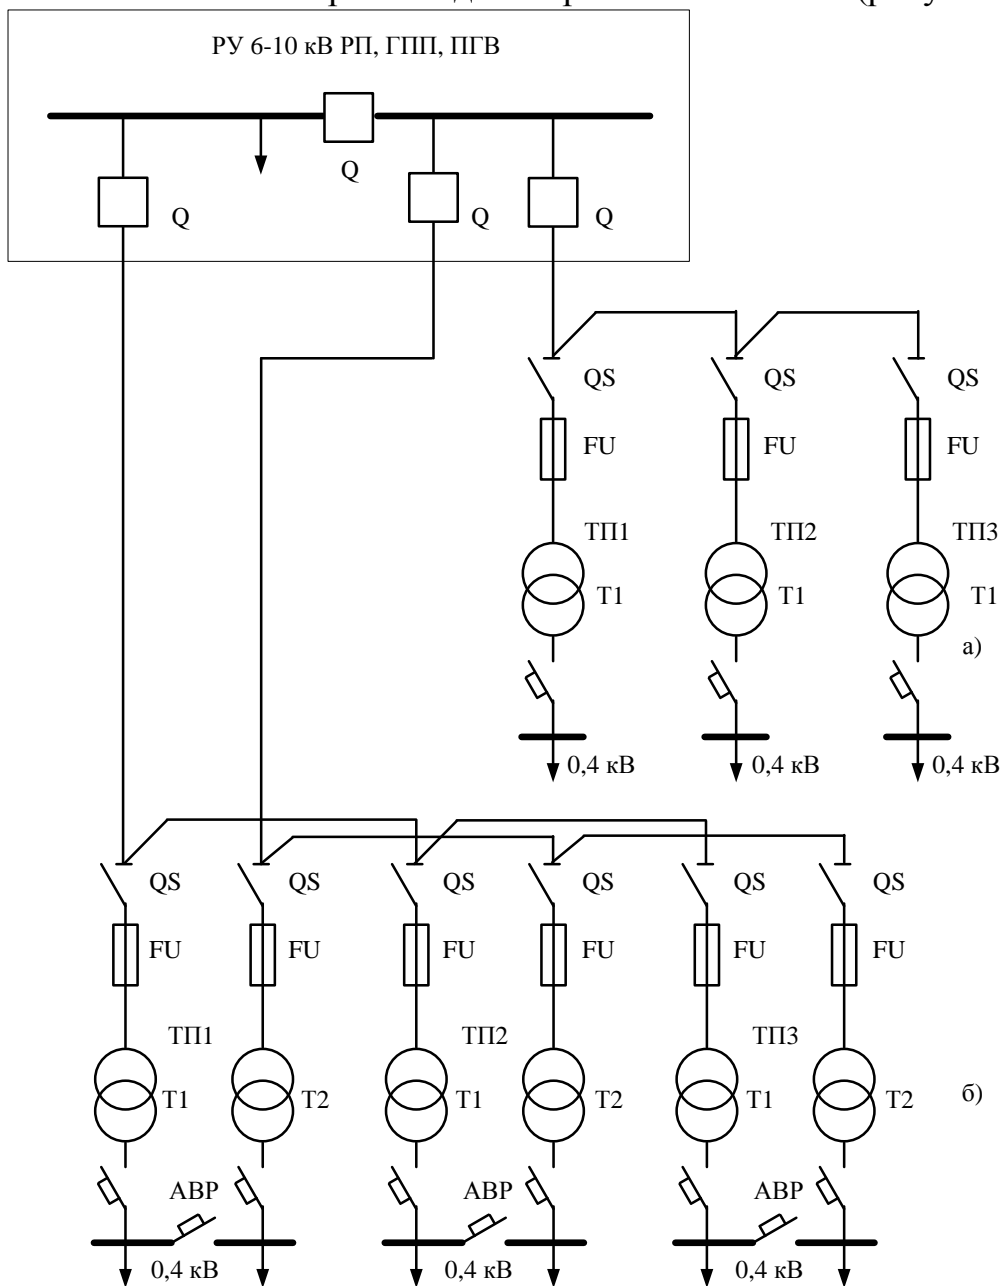 РУ 6-10 кВ РП, ГПП, ПГВ
Q
Q
Q
Q
QS
QS
QS
FU
FU
FU
ТП1
ТП2
ТП3
Т1
Т1
Т1
а)
0,4 кВ
0,4 кВ
0,4 кВ
QS
QS
QS
QS
QS
QS
FU
FU
FU
FU
FU
FU
ТП1
ТП2
ТП3
Т1
Т2
Т1
Т2
Т1
Т2
б)
АВР
АВР
АВР
0,4 кВ
0,4 кВ
0,4 кВ